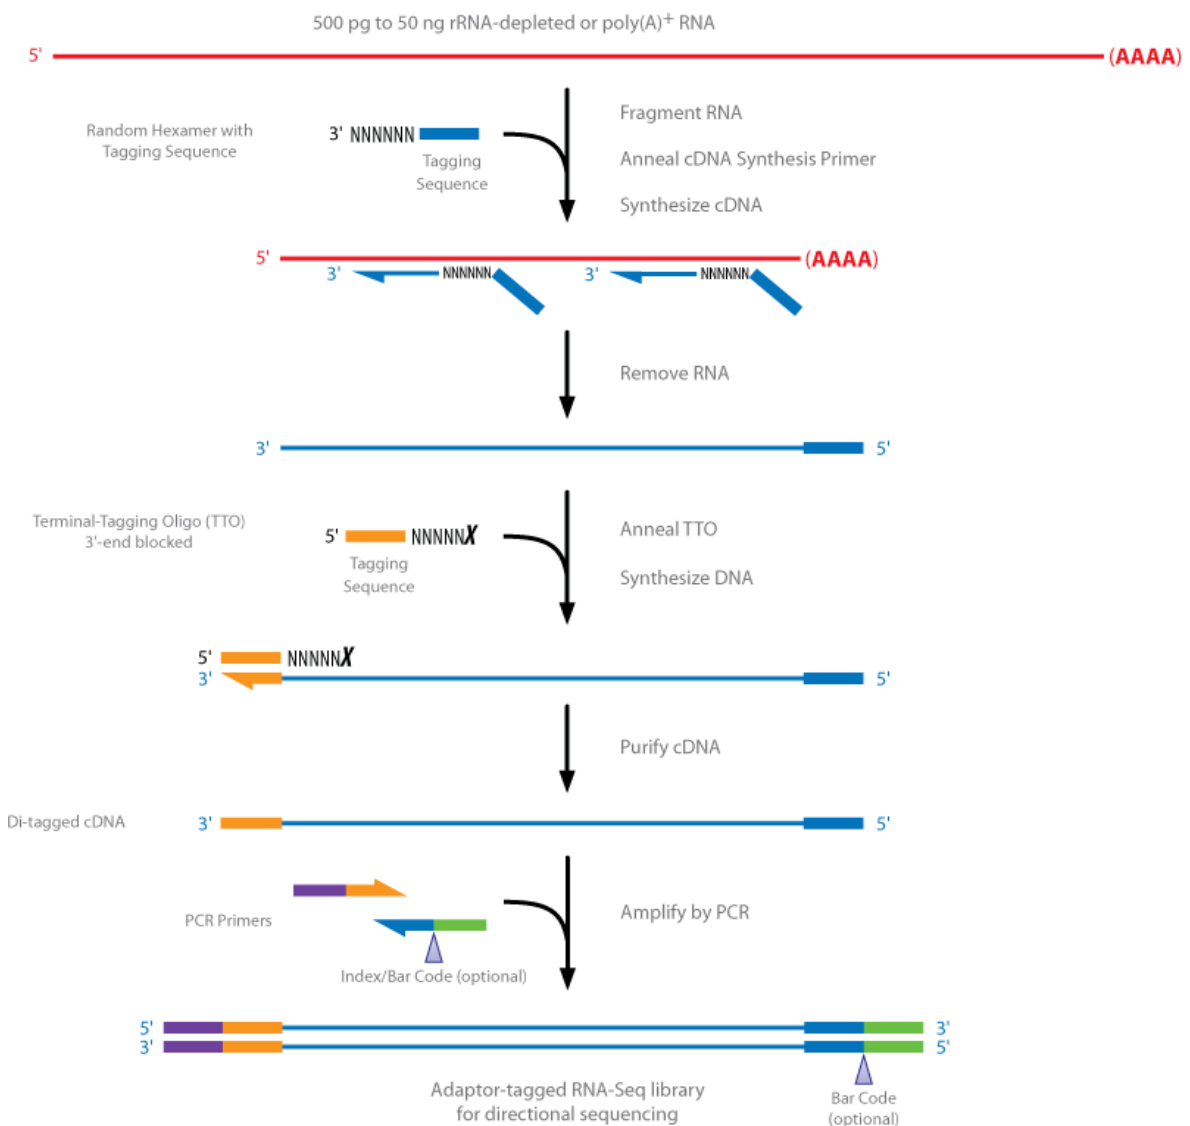 500 pg to 50 ng rRNA-depleted or poly(A)+ RNA
5' (AAAA)
Fragment RNA
Random Hexamer with
Tagging Sequence
3' NNNNNN
Tagging
Sequence
Anneal cDNA Synthesis Primer
Synthesize cDNA
5' (AAAA)
3' NNNNNN 3' NNNNNN
Remove RNA
3' 5'
Terminal-Tagging Oligo (TTO)
3'-end blocked
5' NNNNNX
Tagging
Sequence
Anneal TTO
Synthesize DNA
5' NNNNNX
3' 5'
Purify cDNA
Di-tagged cDNA
3' 5'
PCR Primers
Index/Bar Code (optional)
Amplify by PCR
5' 3'
3' 5'
Adaptor-tagged RNA-Seq library
for directional sequencing
Bar Code
(optional)